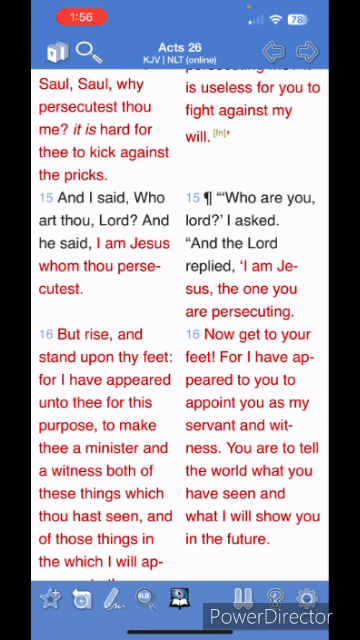 1:56
78
Acts 26
KJV | NLT (online)
Saul, Saul, why
persecutest thou
me? it is hard for
thee to kick against
the pricks.
15 And I said, Who
art thou, Lord? And
he said, I am Jesus
whom thou perse-
cutest.
16 But rise, and
stand upon thy feet:
for I have appeared
unto thee for this
purpose, to make
thee a minister and
a witness both of
these things which
thou hast seen, and
of those things in
the which I will ap-
persecuting me? It
is useless for you to
fight against my
will. [fn]’
15 ¶ “‘Who are you,
lord?’ I asked.
“And the Lord
replied, ‘I am Je-
sus, the one you
are persecuting.
16 Now get to your
feet! For I have ap-
peared to you to
appoint you as my
servant and wit-
ness. You are to tell
the world what you
have seen and
what I will show you
in the future.
BLB
PowerDirector